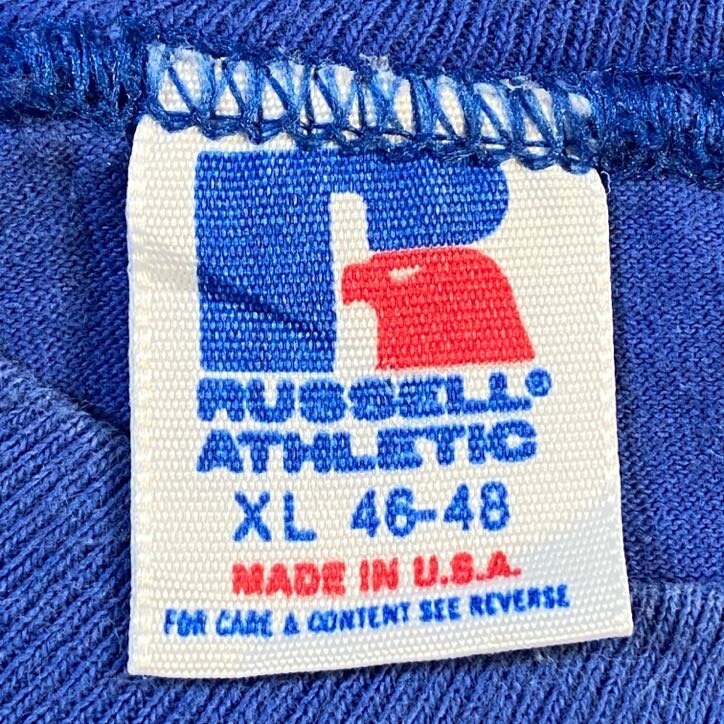 RUSSELL®
ATHLETIC
XL 46-48
MADE IN U.S.A.
FOR CARE & CONTENT SEE REVERSE